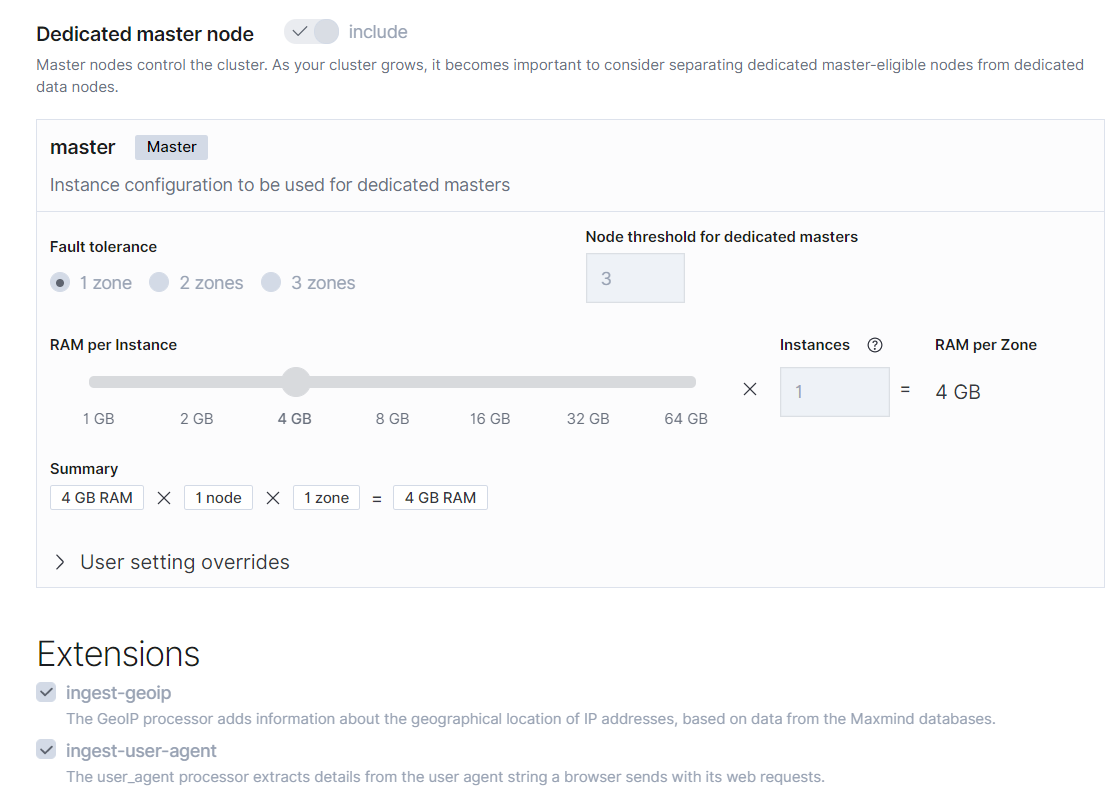 Dedicated master node include
Master nodes control the cluster. As your cluster grows, it becomes important to consider separating dedicated master-eligible nodes from dedicated
data nodes.
master Master
Instance configuration to be used for dedicated masters
Fault tolerance
1 zone 2 zones 3 zones
Node threshold for dedicated masters
3
RAM per Instance
1 GB 2 GB 4 GB 8 GB 16 GB 32 GB 64 GB
×
Instances ?
1
=
RAM per Zone
4 GB
Summary
4 GB RAM × 1 node × 1 zone = 4 GB RAM
User setting overrides
Extensions
ingest-geoip
The GeoIP processor adds information about the geographical location of IP addresses, based on data from the Maxmind databases.
ingest-user-agent
The user_agent processor extracts details from the user agent string a browser sends with its web requests.